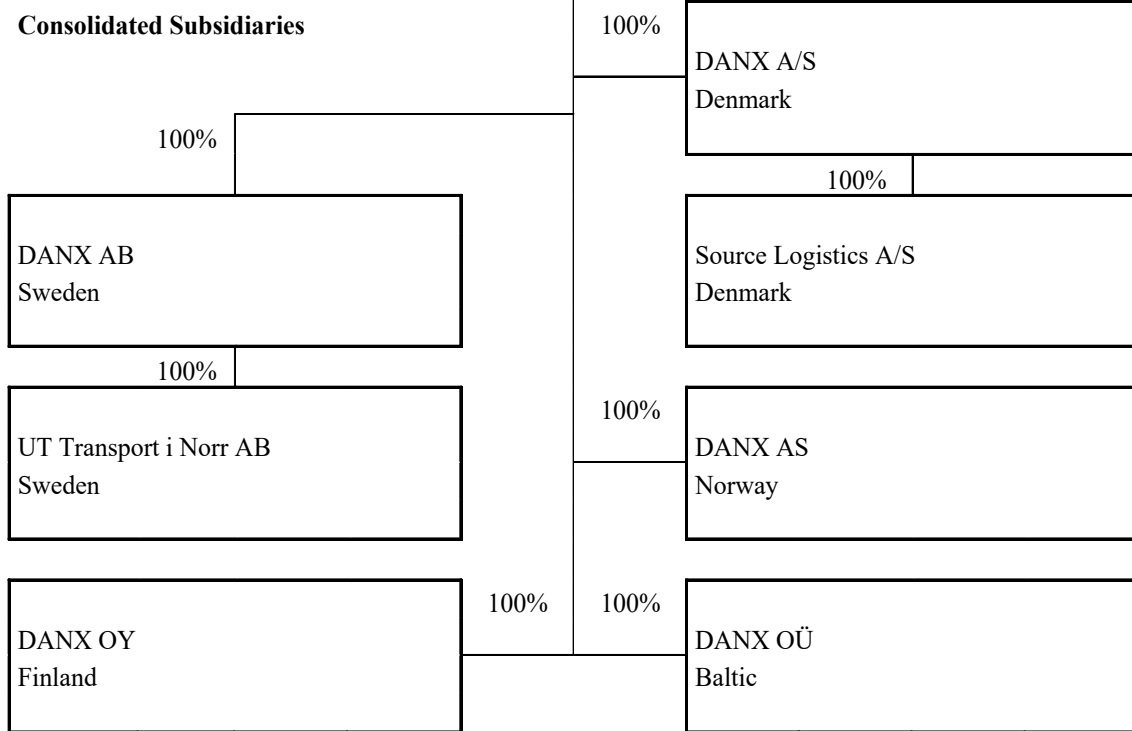 Consolidated Subsidiaries
100%
DANX A/S
Denmark
100%
100%
DANX AB
Sweden
Source Logistics A/S
Denmark
100%
UT Transport i Norr AB
Sweden
100%
DANX AS
Norway
100%
100%
DANX OY
Finland
DANX OÜ
Baltic